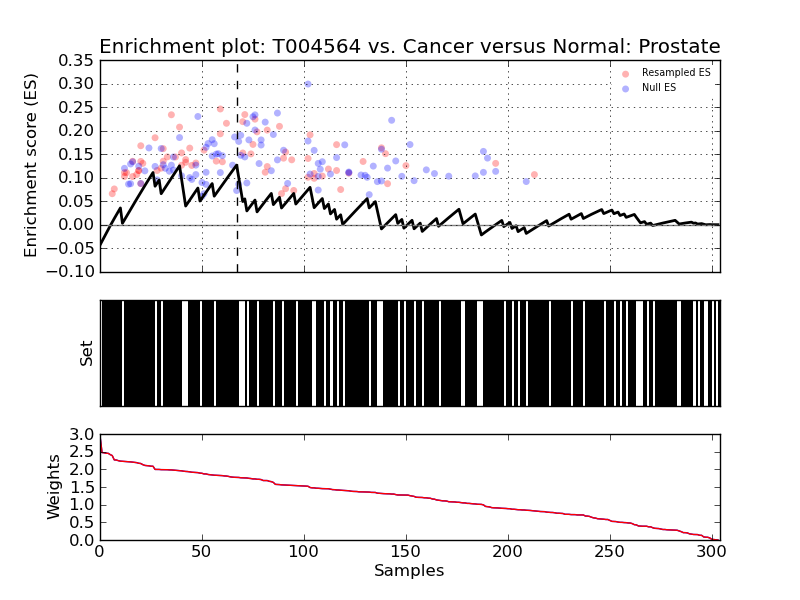 Enrichment plot: T004564 vs. Cancer versus Normal: Prostate
Enrichment score (ES)
0.35
0.30
0.25
0.20
0.15
0.10
0.05
0.00
−0.05
−0.10
Resampled ES
Null ES
Set
Weights
3.0
2.5
2.0
1.5
1.0
0.5
0.0
0 50 100 150 200 250 300
Samples